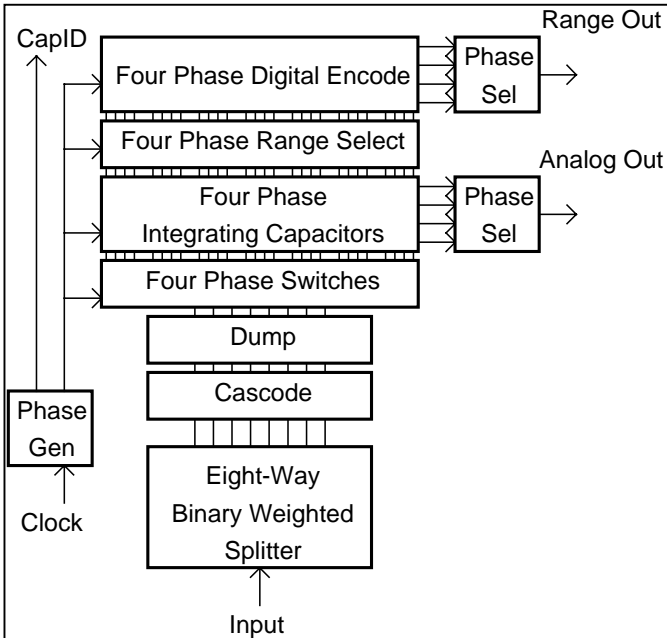 CapID
Range Out
Four Phase Digital Encode
Phase
Sel
Four Phase Range Select
Analog Out
Four Phase
Integrating Capacitors
Phase
Sel
Four Phase Switches
Dump
Cascode
Phase
Gen
Eight-Way
Binary Weighted
Splitter
Clock
Input